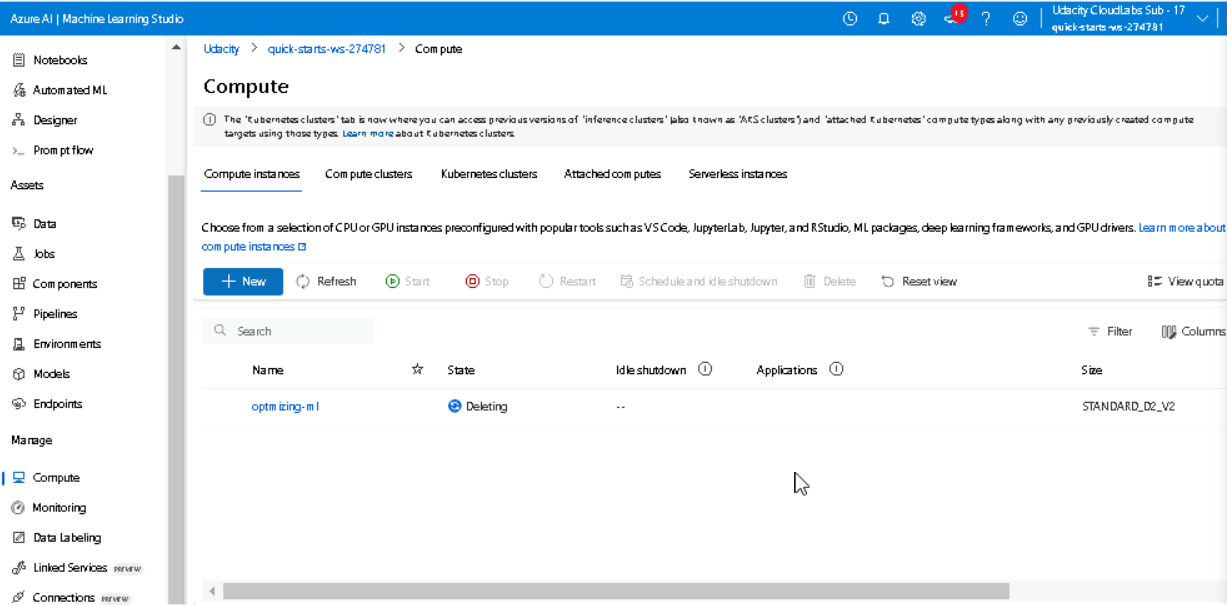 Azure AI | Machine Learning Studio
15
?
Udacity CloudLabs Sub - 17
quick-starts-ws-274781
Notebooks
Automated ML
Designer
Prompt flow
Assets
Data
Jobs
Components
Pipelines
Environments
Models
Endpoints
Manage
Compute
Monitoring
Data Labeling
Linked Services PREVIEW
Connections PREVIEW
Udacity > quick-starts-ws-274781 > Compute
Compute
The 'Kubernetes clusters' tab is now where you can access previous versions of 'inference clusters' (also known as 'AKS clusters') and 'attached Kubernetes' compute types along with any previously created compute
targets using those types. Learn more about Kubernetes clusters.
Compute instances Compute clusters Kubernetes clusters Attached computes Serverless instances
Choose from a selection of CPU or GPU instances preconfigured with popular tools such as VS Code, JupyterLab, Jupyter, and RStudio, ML packages, deep learning frameworks, and GPU drivers. Learn more about
compute instances
+ New Refresh Start Stop Restart Schedule and idle shutdown Delete Reset view View quota
Search Filter Columns
Name State Idle shutdown Applications Size
optmizing-ml Deleting -- STANDARD_D2_V2